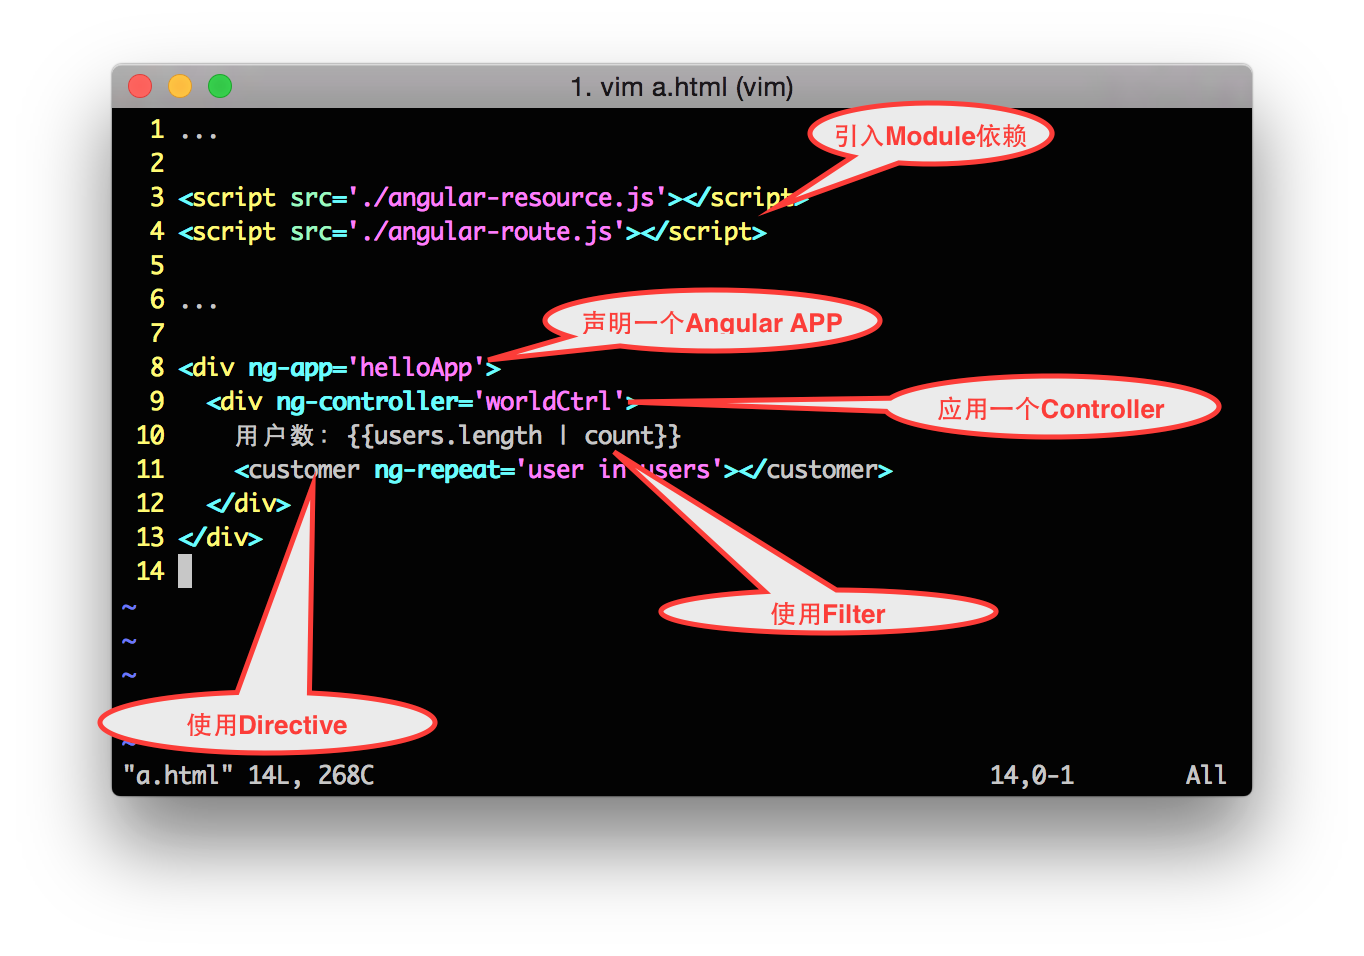 1. vim a.html (vim)
1 ...
引入Module依赖
2
3 <script src='./angular-resource.js'></script>
4 <script src='./angular-route.js'></script>
5
6 ...
声明一个Angular APP
7
8 <div ng-app='helloApp'>
9 <div ng-controller='worldCtrl'>
应用一个Controller
10 用户数: {{users.length | count}}
11 <customer ng-repeat='user in users'></customer>
12 </div>
13 </div>
14
~
使用Filter
~
~
使用Directive
~
"a.html" 14L, 268C 14,0-1 All